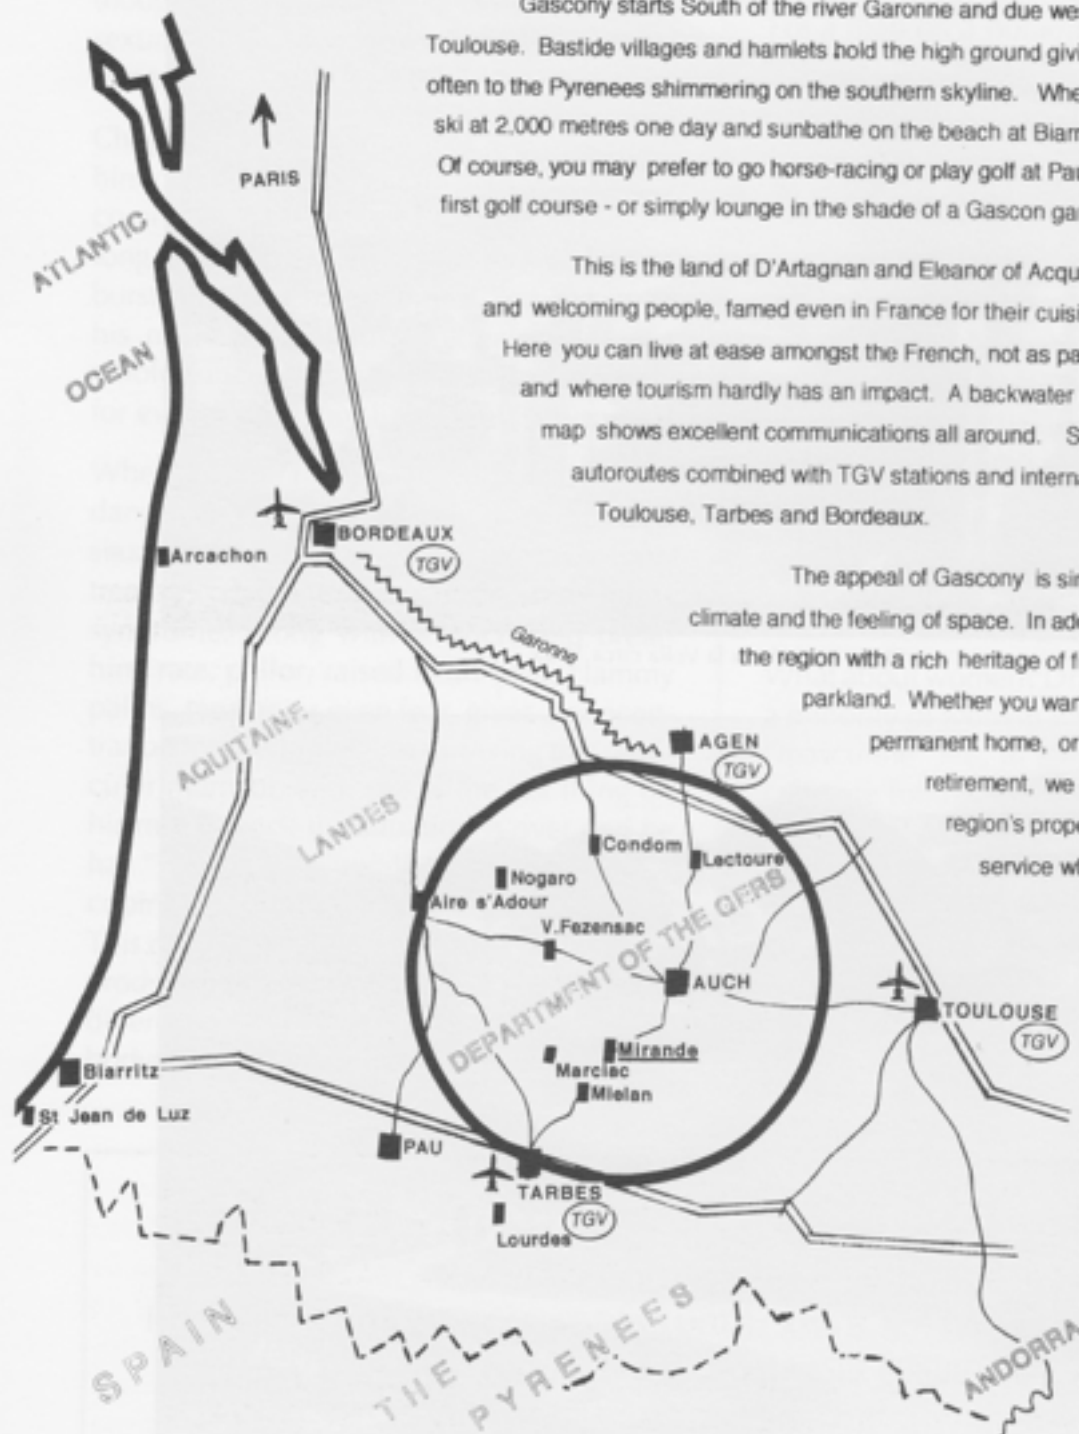 Gascony starts South of the river Garonne and due we
Toulouse. Bastide villages and hamlets hold the high ground givi
often to the Pyrenees shimmering on the southern skyline. Whe
ski at 2,000 metres one day and sunbathe on the beach at Biarr
Of course, you may prefer to go horse-racing or play golf at Pau
first golf course - or simply lounge in the shade of a Gascon gar
This is the land of D'Artagnan and Eleanor of Acqu
and welcoming people, famed even in France for their cuisi
Here you can live at ease amongst the French, not as pa
and where tourism hardly has an impact. A backwater
map shows excellent communications all around. S
autoroutes combined with TGV stations and interna
Toulouse, Tarbes and Bordeaux.
The appeal of Gascony is sim
climate and the feeling of space. In add
the region with a rich heritage of f
parkland. Whether you wan
permanent home, or
retirement, we
region's prope
service wh
PARIS
ATLANTIC
OCEAN
BORDEAUX
TGV
Arcachon
Garonne
AQUITAINE
LANDES
AGEN
TGV
Condom
Lectoure
Nogaro
Aire s'Adour
V.Fezensac
DEPARTMENT OF THE GERS
AUCH
TOULOUSE
TGV
Mirande
Marciac
Mielan
Biarritz
St Jean de Luz
PAU
TARBES
TGV
Lourdes
SPAIN
THE
PYRENEES
ANDORRA